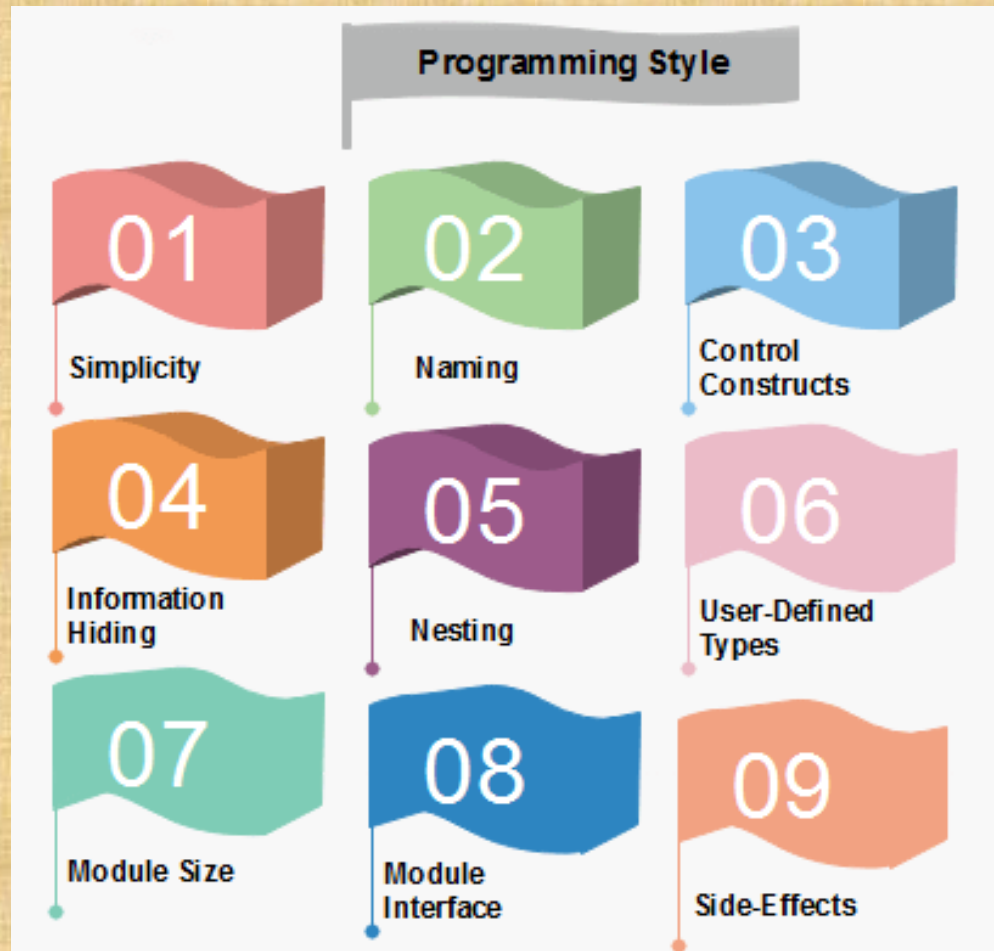 Programming Style
01
Simplicity
02
Naming
03
Control
Constructs
04
Information
Hiding
05
Nesting
06
User-Defined
Types
07
Module Size
08
Module
Interface
09
Side-Effects